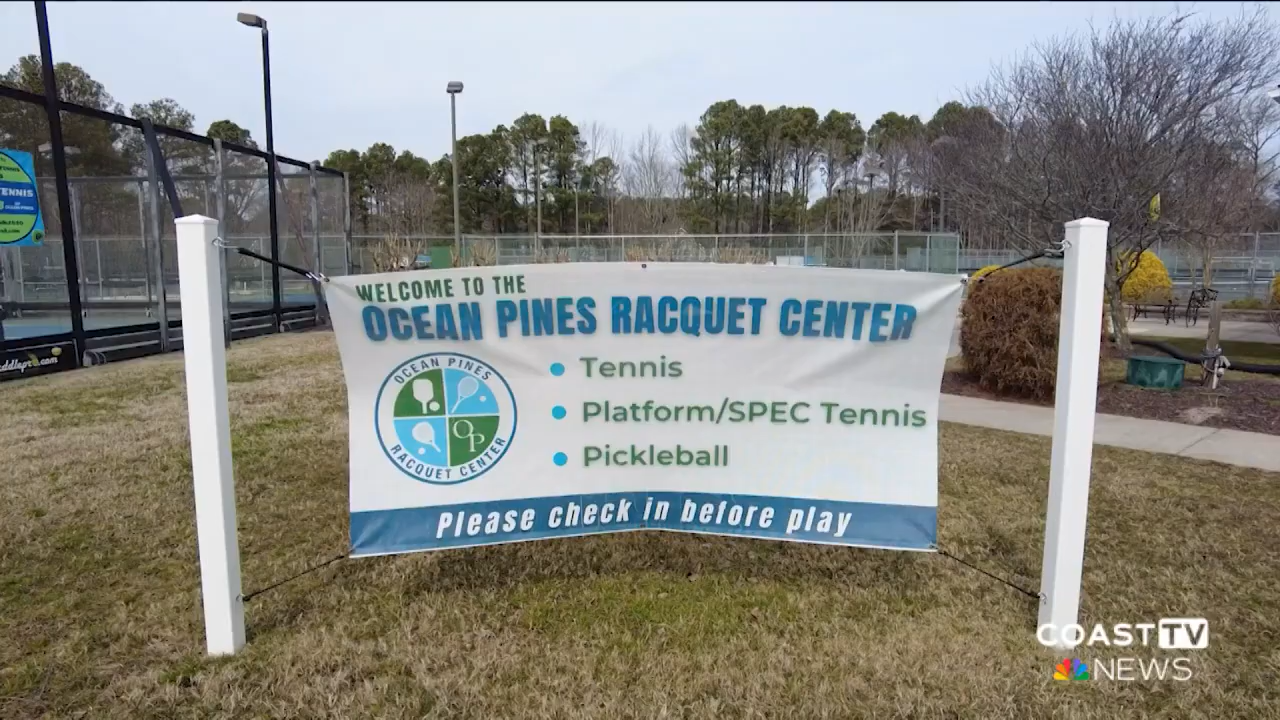 WELCOME TO THE
OCEAN PINES RACQUET CENTER
OCEAN PINES
OP
RACQUET CENTER
Tennis
Platform/SPEC Tennis
Pickleball
Please check in before play
TENNIS
COAST TV
NEWS